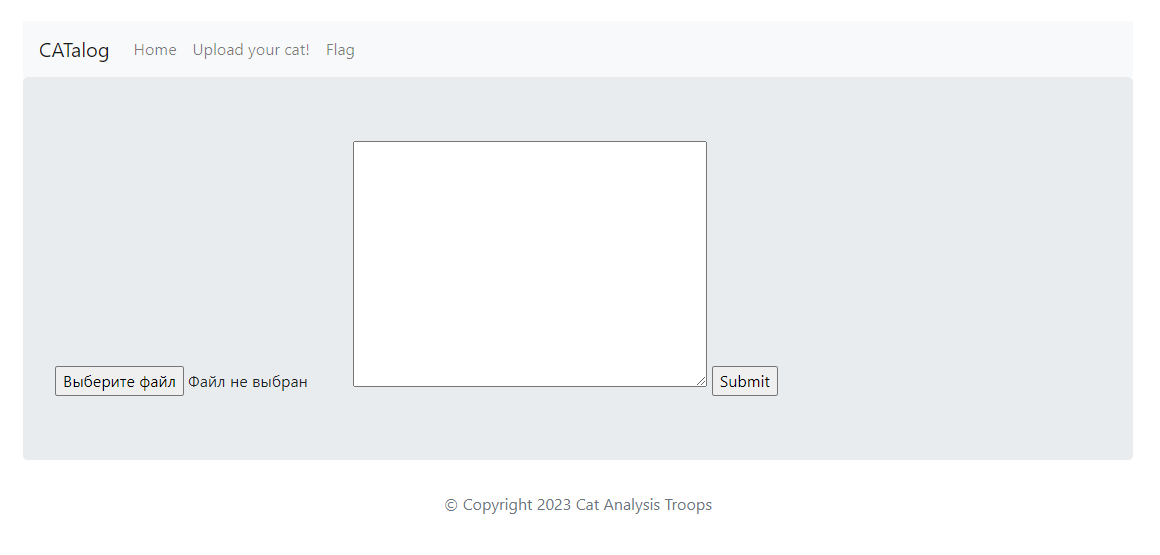 CATalog Home Upload your cat! Flag
Выберите файл Файл не выбран Submit
© Copyright 2023 Cat Analysis Troops